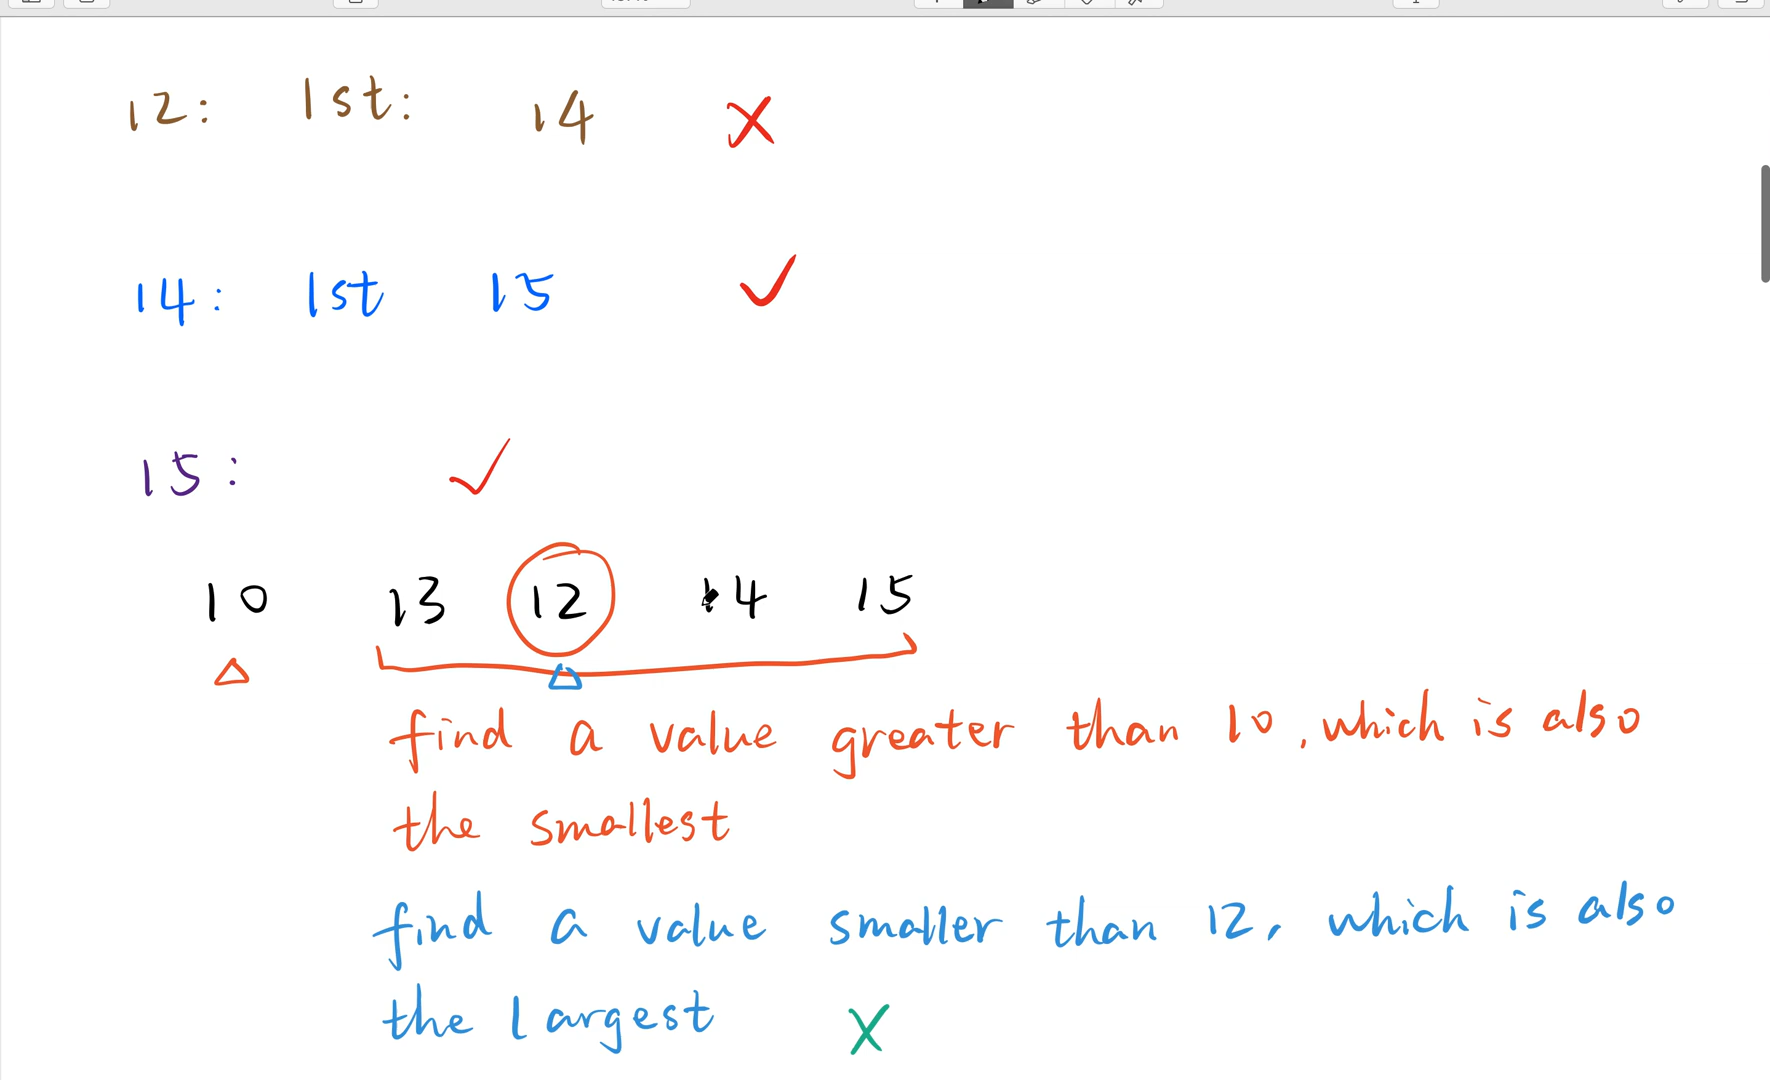 12: 1st: 14 X
14: 1st 15 ✓
15: ✓
10 13 12 14 15
find a value greater than 10, which is also
the smallest
find a value smaller than 12, which is also
the largest X